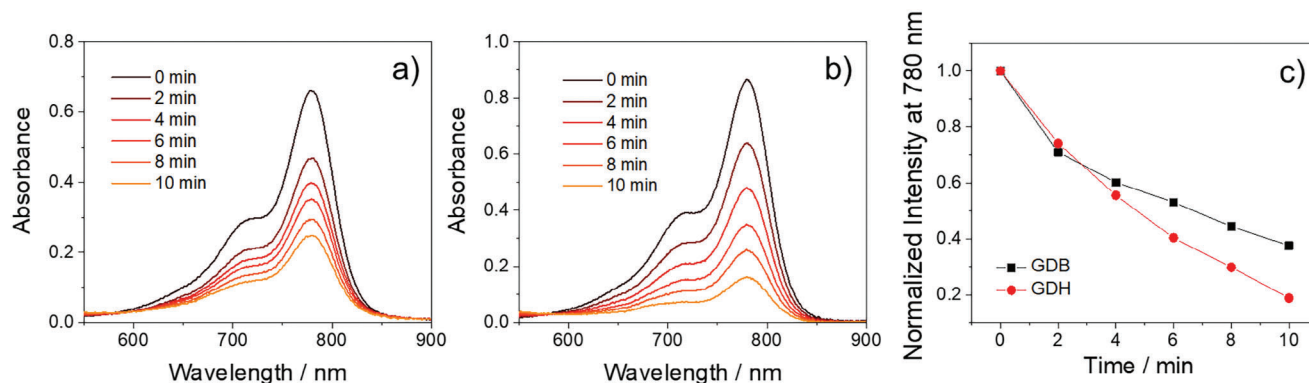 a)
0 min
2 min
4 min
6 min
8 min
10 min
0.8
0.6
0.4
0.2
0.0
600
700
800
900
Absorbance
Wavelength / nm
b)
0 min
2 min
4 min
6 min
8 min
10 min
1.0
0.8
0.6
0.4
0.2
0.0
600
700
800
900
Absorbance
Wavelength / nm
c)
1.0
0.8
0.6
0.4
0.2
GDB
GDH
0
2
4
6
8
10
Normalized Intensity at 780 nm
Time / min